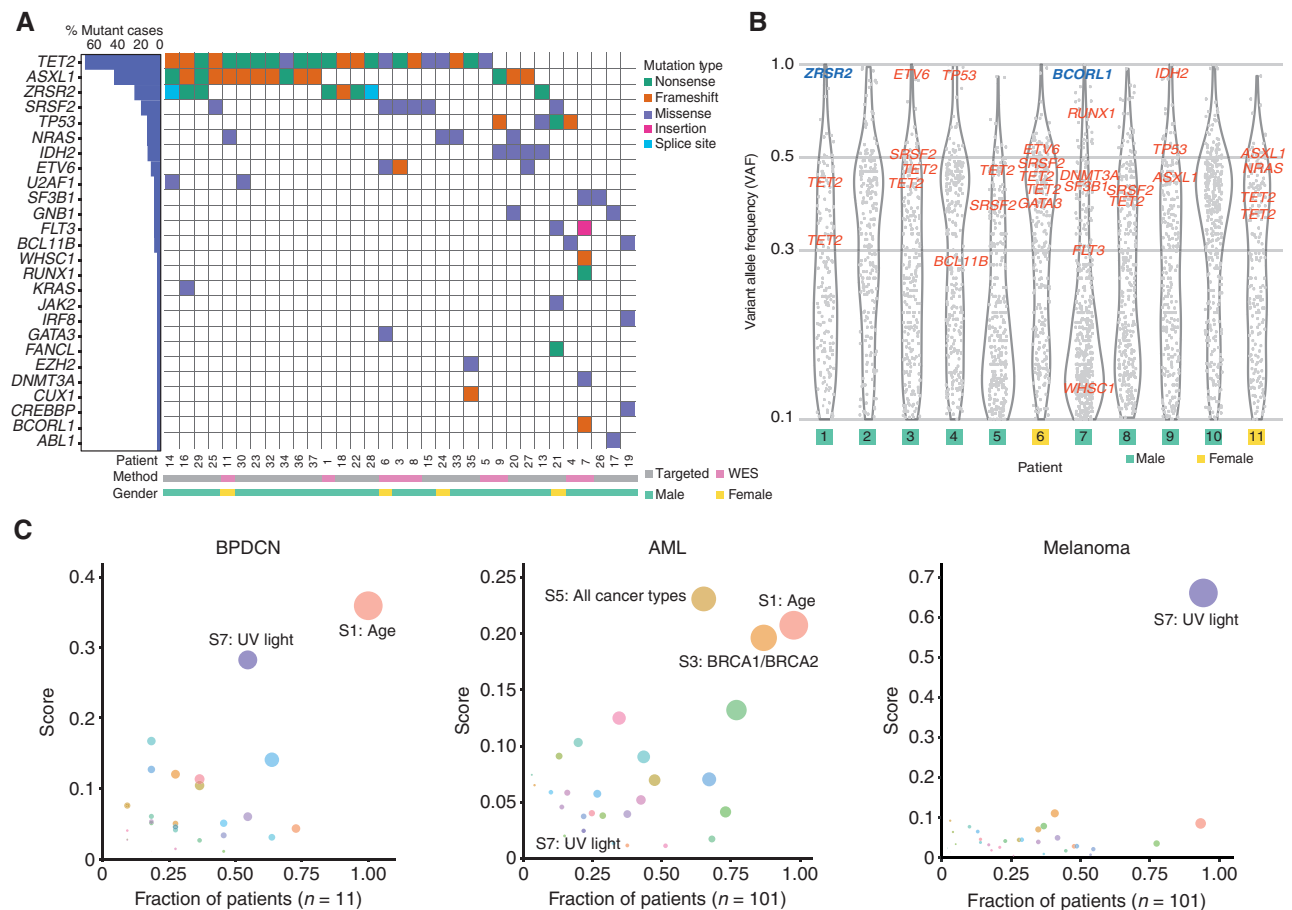 A
% Mutant cases
60 40 20 0
TET2
ASXL1
ZRSR2
SRSF2
TP53
NRAS
IDH2
ETV6
U2AF1
SF3B1
GNB1
FLT3
BCL11B
WHSC1
RUNX1
KRAS
JAK2
IRF8
GATA3
FANCL
EZH2
DNMT3A
CUX1
CREBBP
BCORL1
ABL1
Mutation type
Nonsense
Frameshift
Missense
Insertion
Splice site
Patient 14 16 29 25 11 30 23 32 34 36 37 1 18 22 28 6 3 8 15 24 33 35 5 9 20 27 13 21 4 7 26 17 19
Method
Targeted WES
Gender
Male Female
B
Variant allele frequency (VAF)
1.0
0.5
0.3
0.1
ZRSR2
TET2
TET2
ETV6
SRSF2
TET2
TET2
TP53
BCL11B
TET2
SRSF2
ETV6
SRSF2
TET2
TET2
GATA3
BCORL1
RUNX1
DNMT3A
SF3B1
FLT3
WHSC1
SRSF2
TET2
IDH2
TP53
ASXL1
ASXL1
NRAS
TET2
TET2
1 2 3 4 5 6 7 8 9 10 11
Patient
Male Female
C
BPDCN
Score
0.4
0.3
0.2
0.1
0
S7: UV light
S1: Age
0 0.25 0.50 0.75 1.00
Fraction of patients (n = 11)
AML
Score
0.25
0.20
0.15
0.10
0.05
0
S5: All cancer types
S1: Age
S3: BRCA1/BRCA2
S7: UV light
0 0.25 0.50 0.75 1.00
Fraction of patients (n = 101)
Melanoma
Score
0.7
0.6
0.5
0.4
0.3
0.2
0.1
0
S7: UV light
0 0.25 0.50 0.75 1.00
Fraction of patients (n = 101)